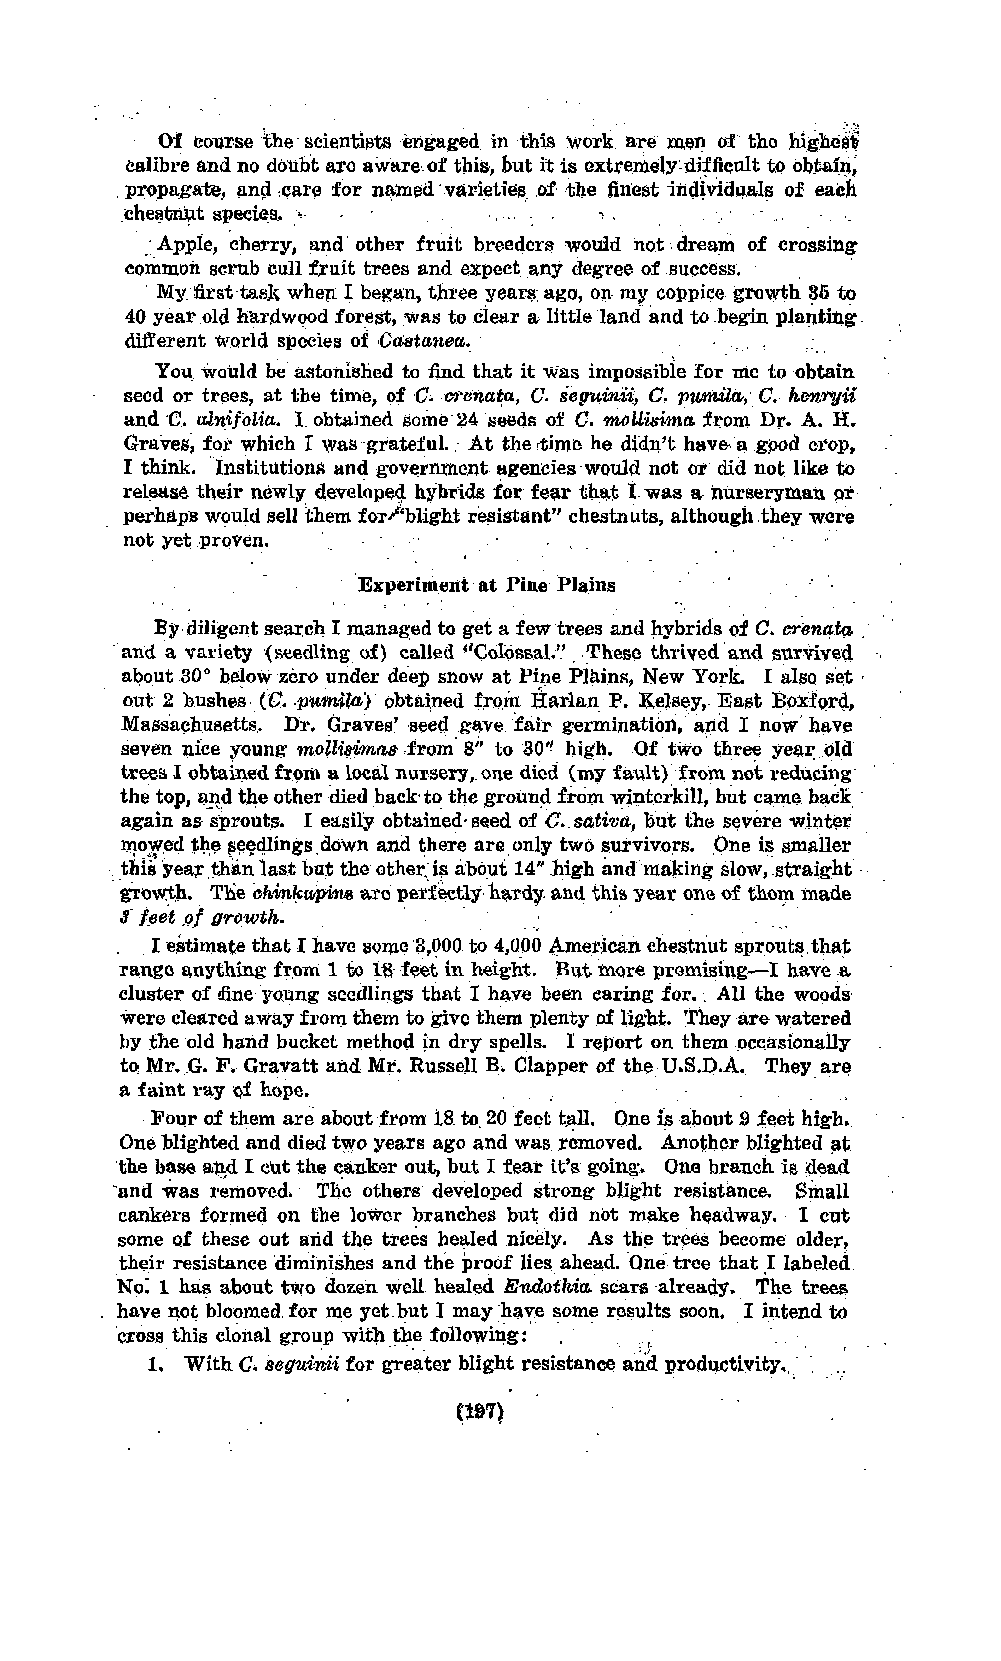 Of course the scientists engaged in this work are men of the highest
calibre and no doubt are aware of this, but it is extremely difficult to obtain,
propagate, and care for named varieties of the finest individuals of each
chestnut species.
Apple, cherry, and other fruit breeders would not dream of crossing
common scrub cull fruit trees and expect any degree of success.
My first task when I began, three years ago, on my coppice growth 35 to
40 year old hardwood forest, was to clear a little land and to begin planting
different world species of Castanea.
You would be astonished to find that it was impossible for me to obtain
seed or trees, at the time, of C. crenata, C. seguinii, C. pumila, C. henryii
and C. alnifolia. I obtained some 24 seeds of C. mollisima from Dr. A. H.
Graves, for which I was grateful. At the time he didn't have a good crop,
I think. Institutions and government agencies would not or did not like to
release their newly developed hybrids for fear that I was a nurseryman or
perhaps would sell them for "blight resistant" chestnuts, although they were
not yet proven.
Experiment at Pine Plains
By diligent search I managed to get a few trees and hybrids of C. crenata
and a variety (seedling of) called "Colossal." These thrived and survived
about 30° below zero under deep snow at Pine Plains, New York. I also set
out 2 bushes (C. pumila) obtained from Harlan P. Kelsey, East Boxford,
Massachusetts. Dr. Graves' seed gave fair germination, and I now have
seven nice young mollisimas from 8" to 30" high. Of two three year old
trees I obtained from a local nursery, one died (my fault) from not reducing
the top, and the other died back to the ground from winterkill, but came back
again as sprouts. I easily obtained seed of C. sativa, but the severe winter
mowed the seedlings down and there are only two survivors. One is smaller
this year than last but the other is about 14" high and making slow, straight
growth. The chinkapins are perfectly hardy and this year one of them made
3 feet of growth.
I estimate that I have some 3,000 to 4,000 American chestnut sprouts that
range anything from 1 to 18 feet in height. But more promising—I have a
cluster of fine young seedlings that I have been caring for. All the woods
were cleared away from them to give them plenty of light. They are watered
by the old hand bucket method in dry spells. I report on them occasionally
to Mr. G. F. Gravatt and Mr. Russell B. Clapper of the U.S.D.A. They are
a faint ray of hope.
Four of them are about from 18 to 20 feet tall. One is about 9 feet high.
One blighted and died two years ago and was removed. Another blighted at
the base and I cut the canker out, but I fear it's going. One branch is dead
and was removed. The others developed strong blight resistance. Small
cankers formed on the lower branches but did not make headway. I cut
some of these out and the trees healed nicely. As the trees become older,
their resistance diminishes and the proof lies ahead. One tree that I labeled
No. 1 has about two dozen well healed Endothia scars already. The trees
have not bloomed for me yet but I may have some results soon. I intend to
cross this clonal group with the following:
1. With C. seguinii for greater blight resistance and productivity.
(197)